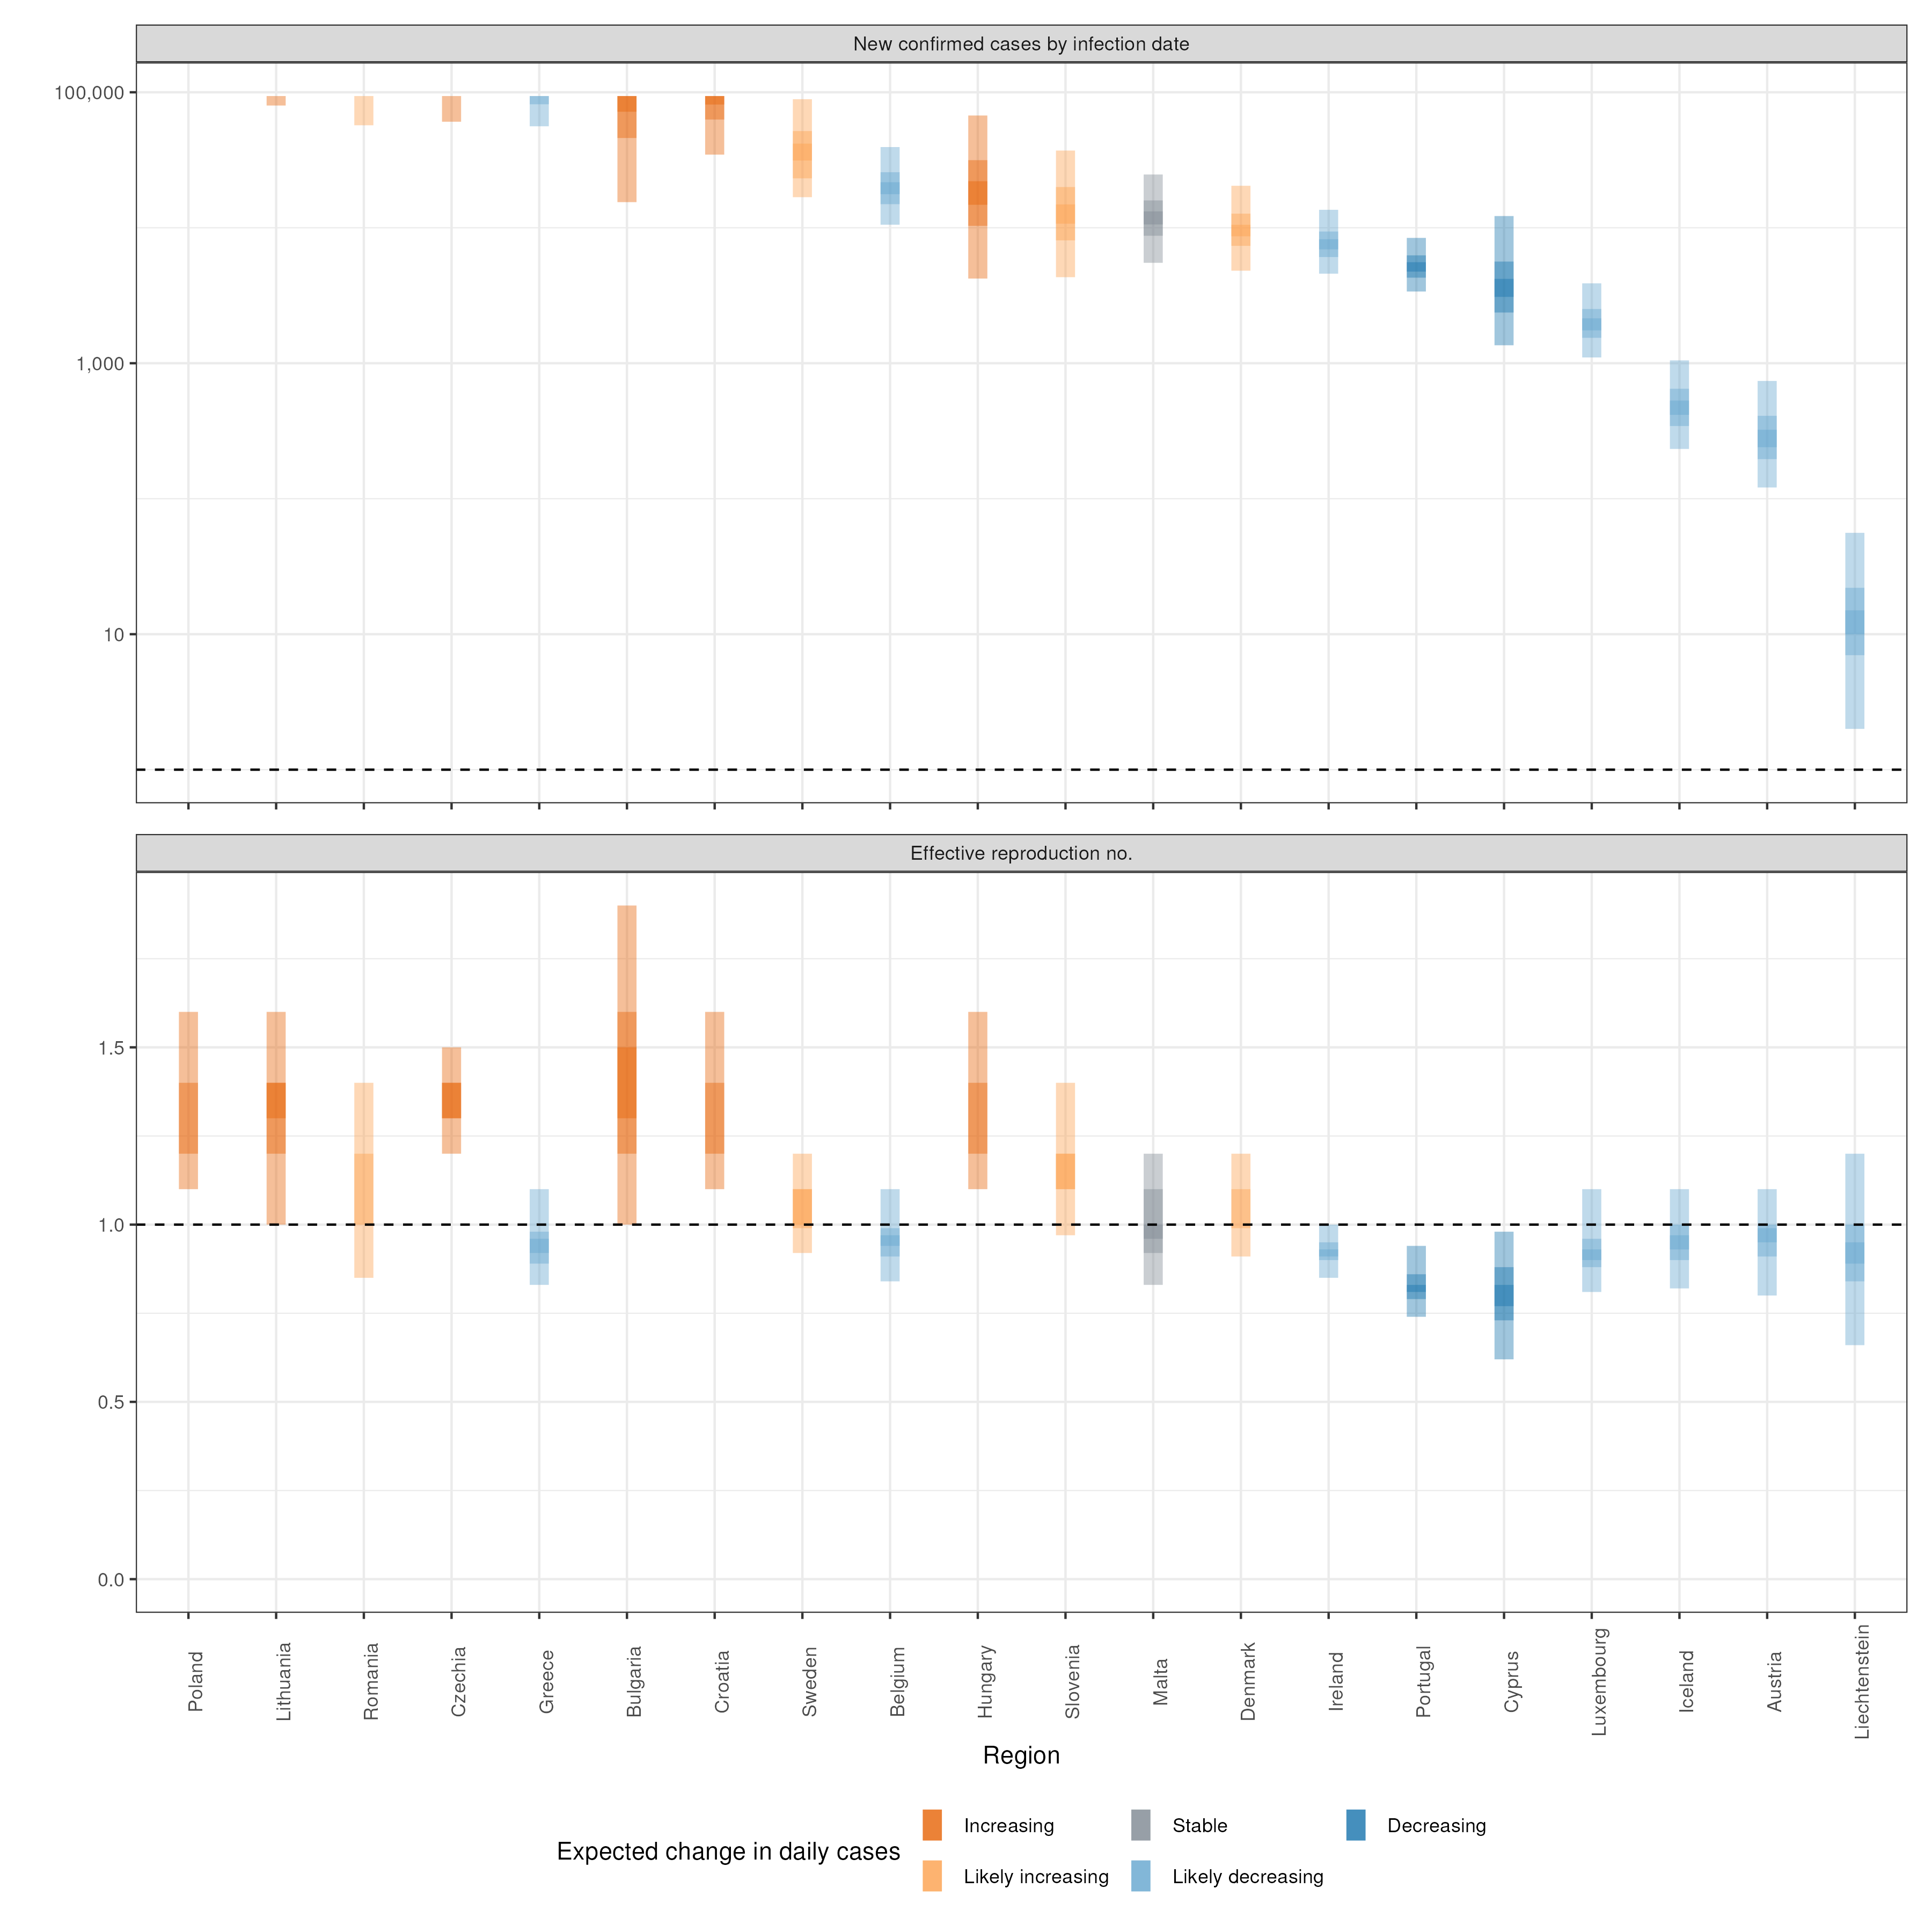 New confirmed cases by infection date
100,000
1,000
10
Effective reproduction no.
1.5
1.0
0.5
0.0
Poland
Lithuania
Romania
Czechia
Greece
Bulgaria
Croatia
Sweden
Belgium
Hungary
Slovenia
Malta
Denmark
Ireland
Portugal
Cyprus
Luxembourg
Iceland
Austria
Liechtenstein
Region
Expected change in daily cases
Increasing
Stable
Decreasing
Likely increasing
Likely decreasing